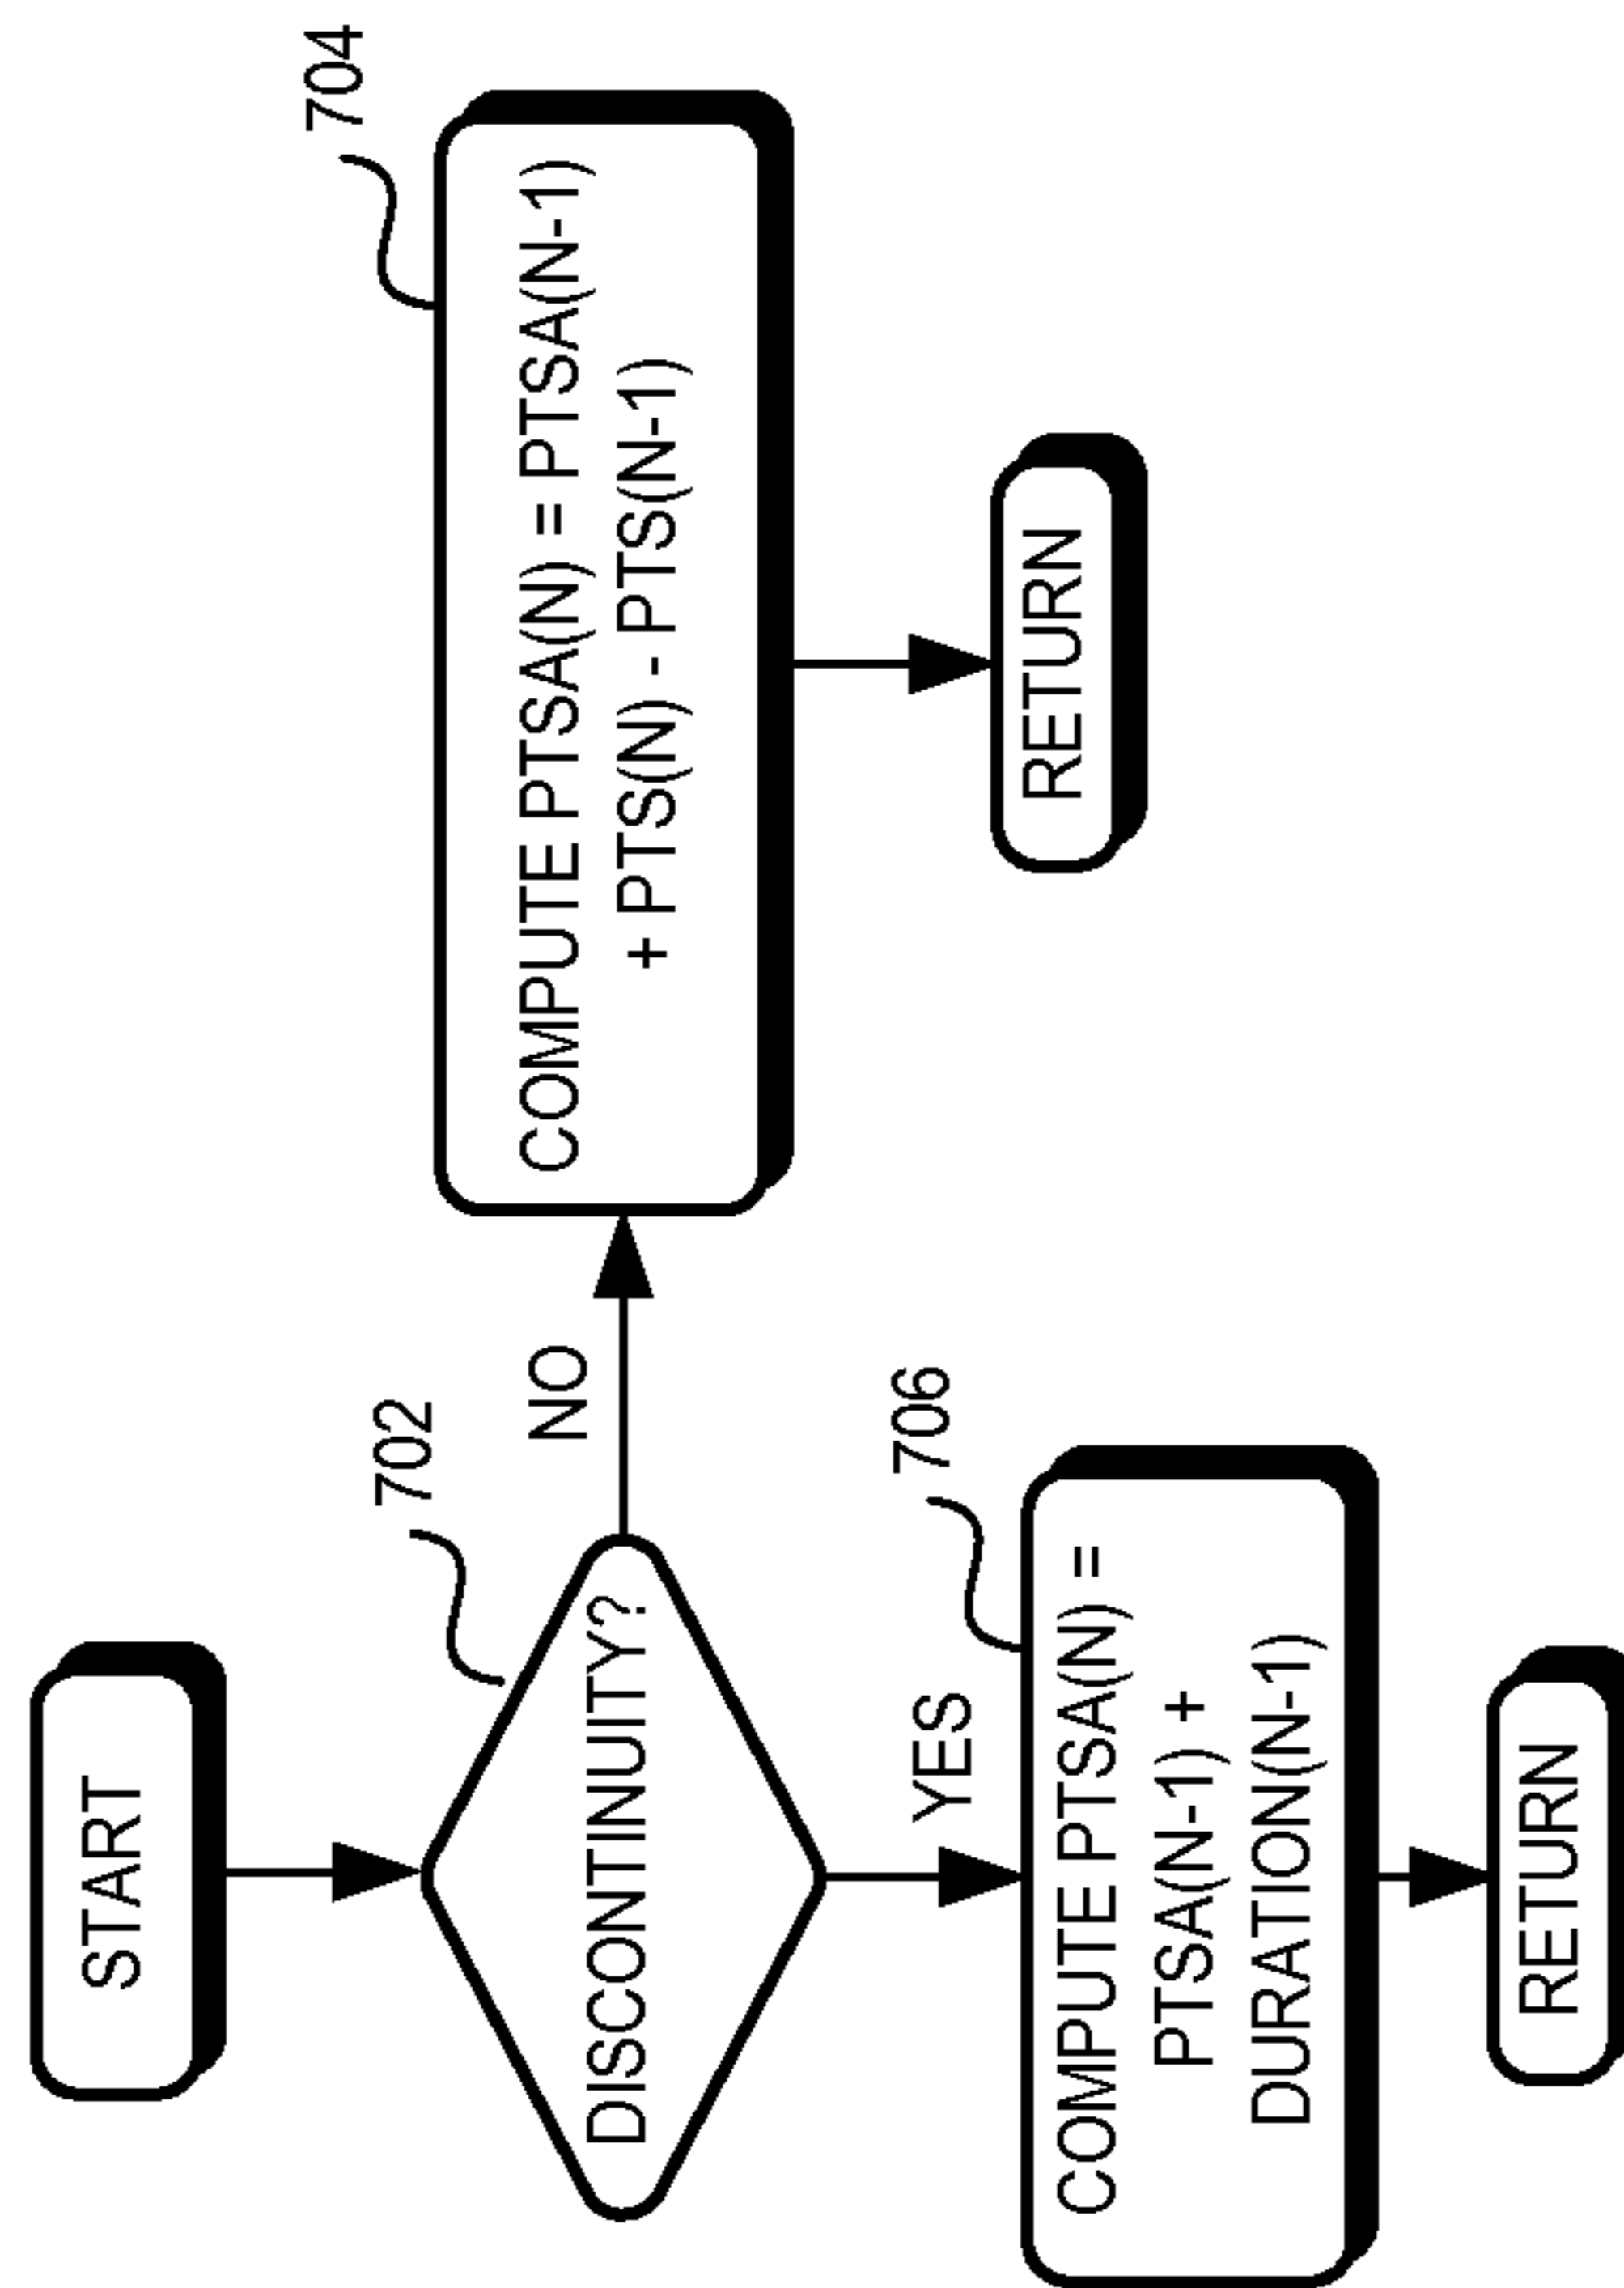 START
702
DISCONTINUITY?
NO
704
COMPUTE PTSA(N) = PTSA(N-1)
+ PTS(N) - PTS(N-1)
RETURN
YES
706
COMPUTE PTSA(N) =
PTSA(N-1) +
DURATION(N-1)
RETURN